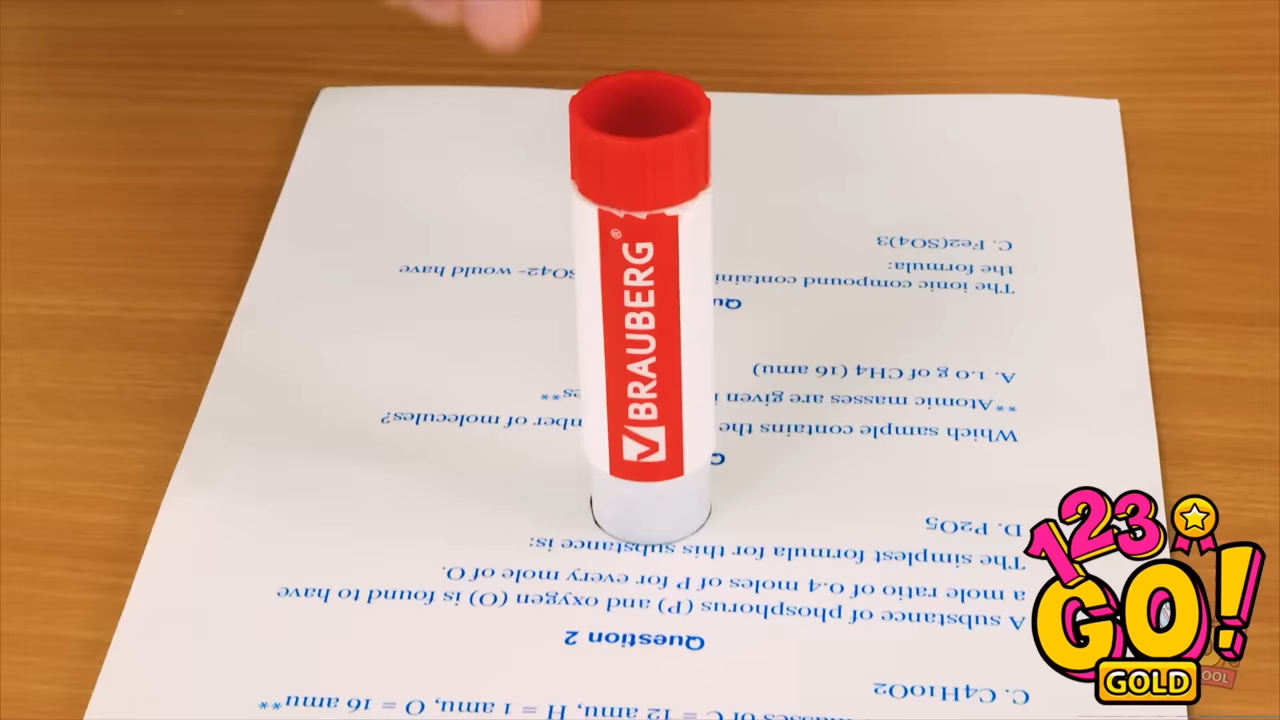 **
masses of C = 12 amu, H = 1 amu, O = 16 amu**
C. C4H10O2
Question 2
A substance of phosphorus (P) and oxygen (O) is found to have
a mole ratio of 0.4 moles of P for every mole of O.
The simplest formula for this substance is:
D. P2O5
Which sample contains the molecules?
**Atomic masses are given **
A. 1.0 g of CH4 (16 amu)
The ionic compound SO42- would have
the formula:
C. Fe2(SO4)3
BRAUBERG®
123
GO!
GOLD